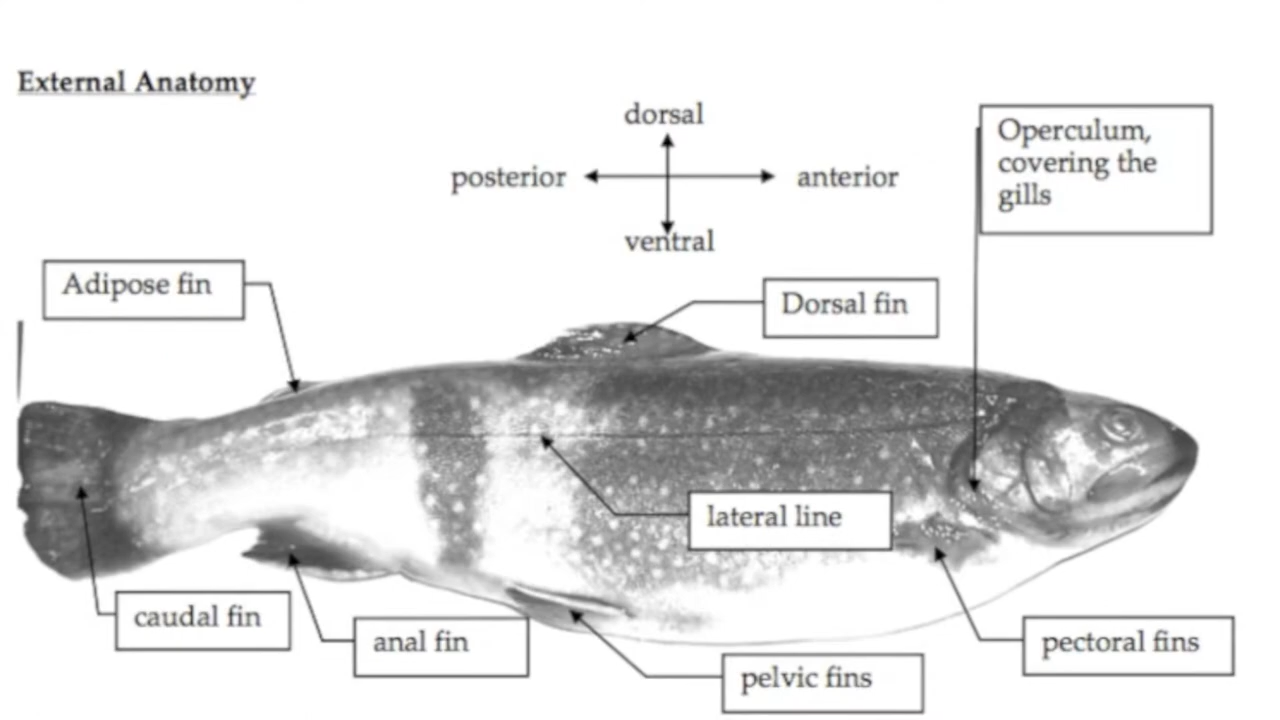 External Anatomy
dorsal
posterior
anterior
ventral
Operculum,
covering the
gills
Adipose fin
Dorsal fin
lateral line
caudal fin
anal fin
pelvic fins
pectoral fins